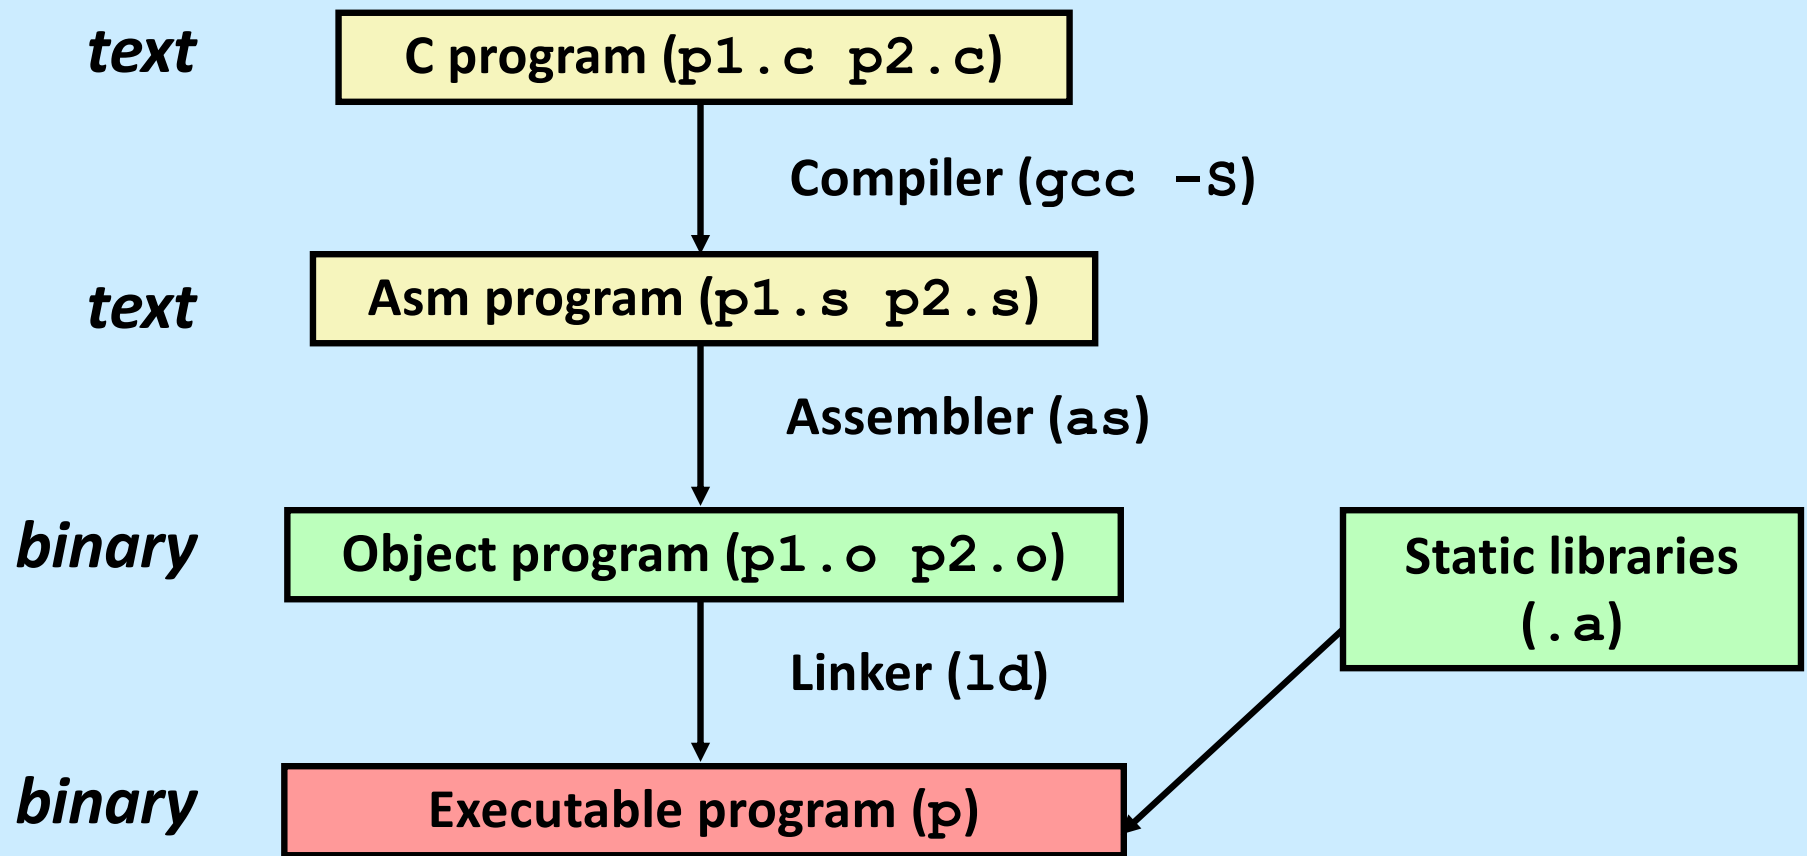 text
C program (p1.c p2.c)
Compiler (gcc -S)
text
Asm program (p1.s p2.s)
Assembler (as)
binary
Object program (p1.o p2.o)
Static libraries
(.a)
Linker (ld)
binary
Executable program (p)